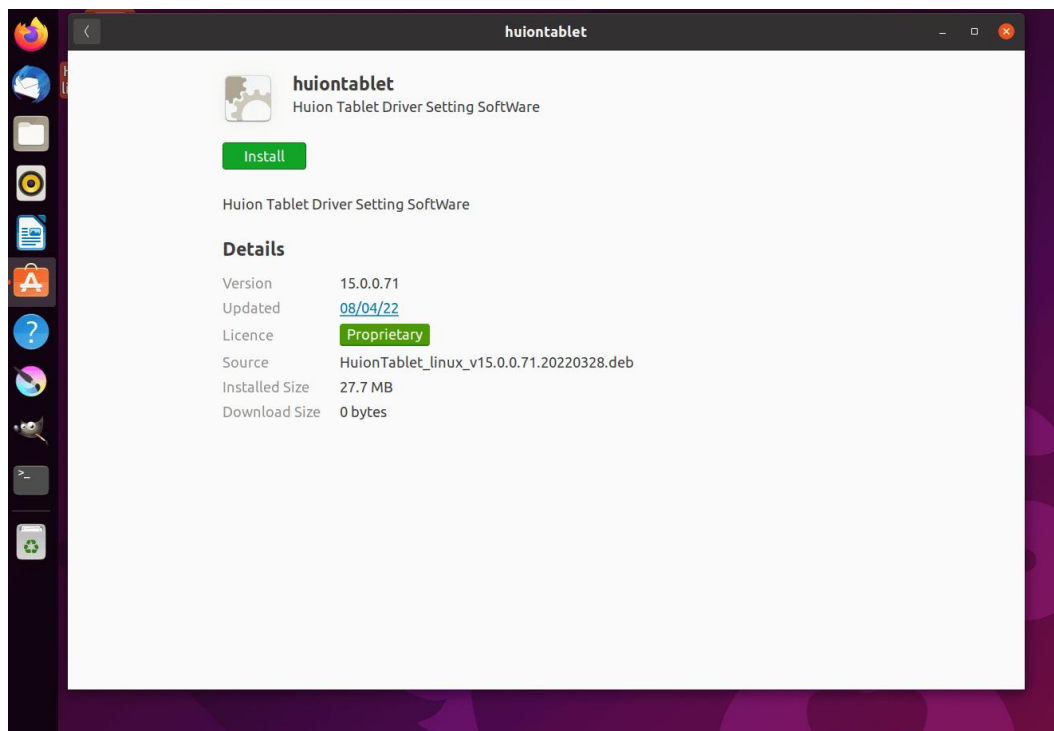 huiontablet
huiontablet
Huion Tablet Driver Setting SoftWare
Install
Huion Tablet Driver Setting SoftWare
Details
Version 15.0.0.71
Updated 08/04/22
Licence Proprietary
Source HuionTablet_linux_v15.0.0.71.20220328.deb
Installed Size 27.7 MB
Download Size 0 bytes